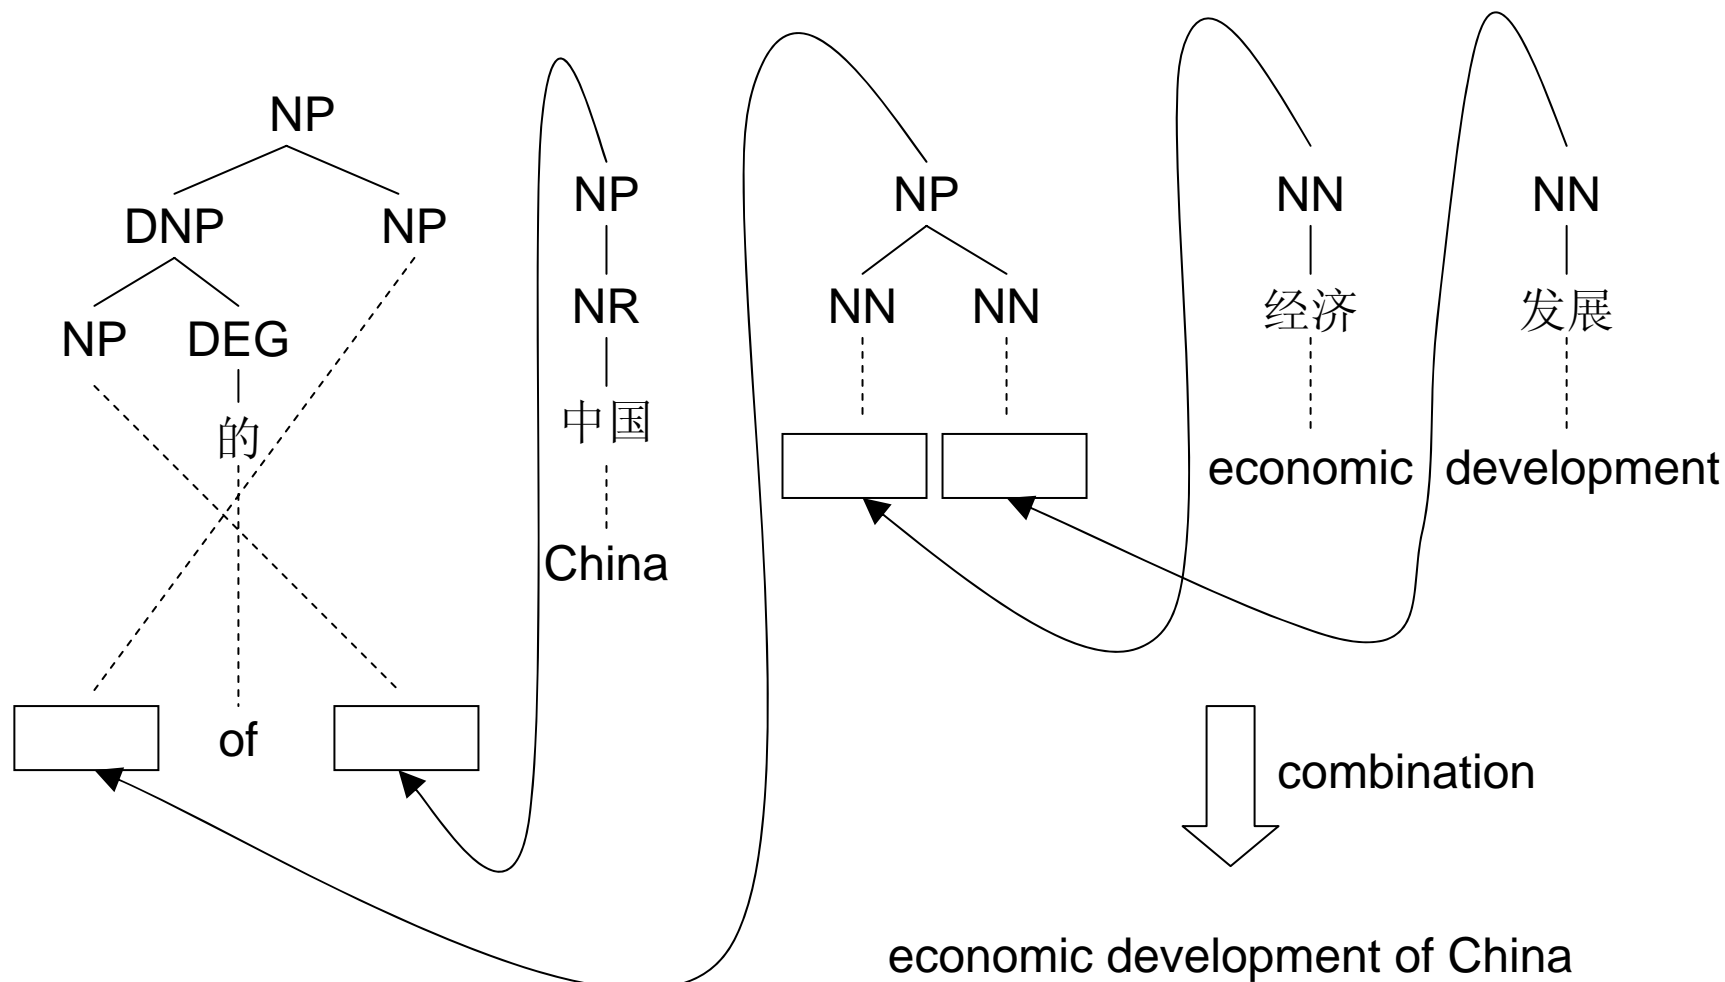 NP
DNP NP
NP DEG
的
of
NP
NR
中国
China
NP
NN NN
NN
经济
economic
NN
发展
development
combination
economic development of China